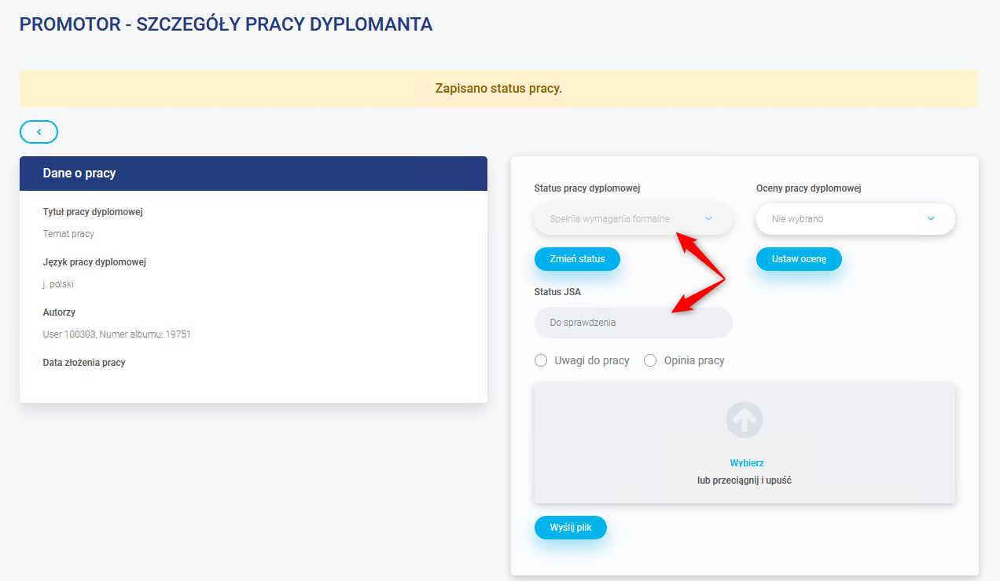 PROMOTOR - SZCZEGÓŁY PRACY DYPLOMANTA
Zapisano status pracy.
Dane o pracy
Tytuł pracy dyplomowej
Temat pracy
Język pracy dyplomowej
j. polski
Autorzy
User 100303, Numer albumu: 19751
Data złożenia pracy
Status pracy dyplomowej
Spełnia wymagania formalne
Zmień status
Oceny pracy dyplomowej
Nie wybrano
Ustaw ocenę
Status JSA
Do sprawdzenia
Uwagi do pracy
Opinia pracy
Wybierz
lub przeciągnij i upuść
Wyślij plik